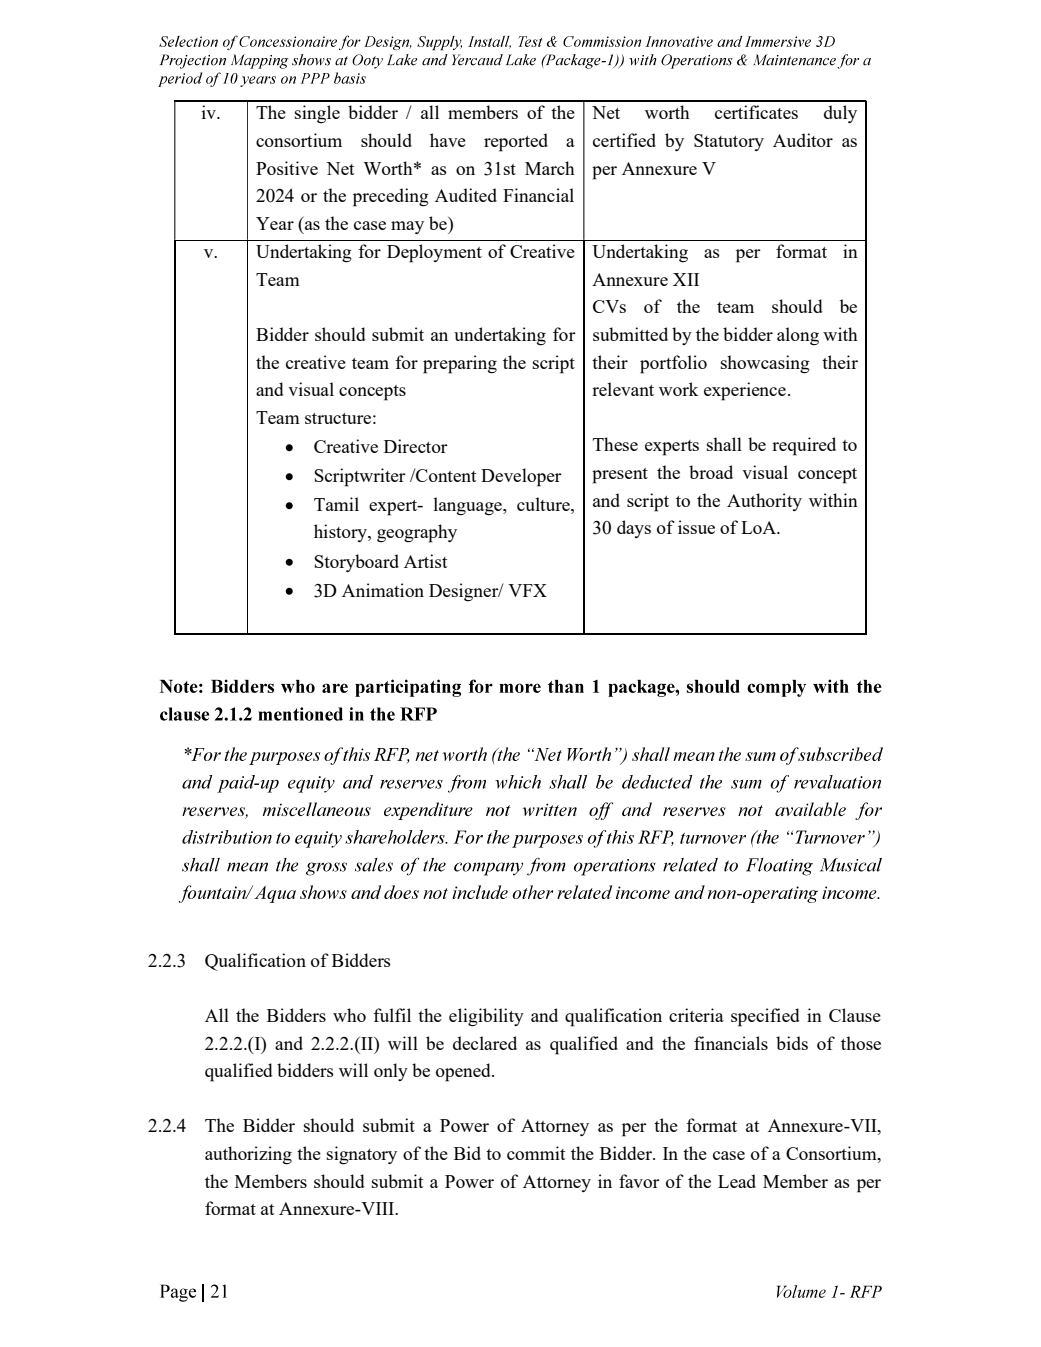 Selection of Concessionaire for Design, Supply, Install, Test & Commission Innovative and Immersive 3D
Projection Mapping shows at Ooty Lake and Yercaud Lake (Package-1)) with Operations & Maintenance for a
period of 10 years on PPP basis
iv.
The single bidder / all members of the
consortium should have reported a
Positive Net Worth* as on 31st March
2024 or the preceding Audited Financial
Year (as the case may be)
Net worth certificates duly
certified by Statutory Auditor as
per Annexure V
v.
Undertaking for Deployment of Creative
Team
Bidder should submit an undertaking for
the creative team for preparing the script
and visual concepts
Team structure:
• Creative Director
• Scriptwriter /Content Developer
• Tamil expert- language, culture,
history, geography
• Storyboard Artist
• 3D Animation Designer/ VFX
Undertaking as per format in
Annexure XII
CVs of the team should be
submitted by the bidder along with
their portfolio showcasing their
relevant work experience.
These experts shall be required to
present the broad visual concept
and script to the Authority within
30 days of issue of LoA.
Note: Bidders who are participating for more than 1 package, should comply with the
clause 2.1.2 mentioned in the RFP
*For the purposes of this RFP, net worth (the “Net Worth”) shall mean the sum of subscribed
and paid-up equity and reserves from which shall be deducted the sum of revaluation
reserves, miscellaneous expenditure not written off and reserves not available for
distribution to equity shareholders. For the purposes of this RFP, turnover (the “Turnover”)
shall mean the gross sales of the company from operations related to Floating Musical
fountain/ Aqua shows and does not include other related income and non-operating income.
2.2.3 Qualification of Bidders
All the Bidders who fulfil the eligibility and qualification criteria specified in Clause
2.2.2.(I) and 2.2.2.(II) will be declared as qualified and the financials bids of those
qualified bidders will only be opened.
2.2.4 The Bidder should submit a Power of Attorney as per the format at Annexure-VII,
authorizing the signatory of the Bid to commit the Bidder. In the case of a Consortium,
the Members should submit a Power of Attorney in favor of the Lead Member as per
format at Annexure-VIII.
Page | 21
Volume 1- RFP